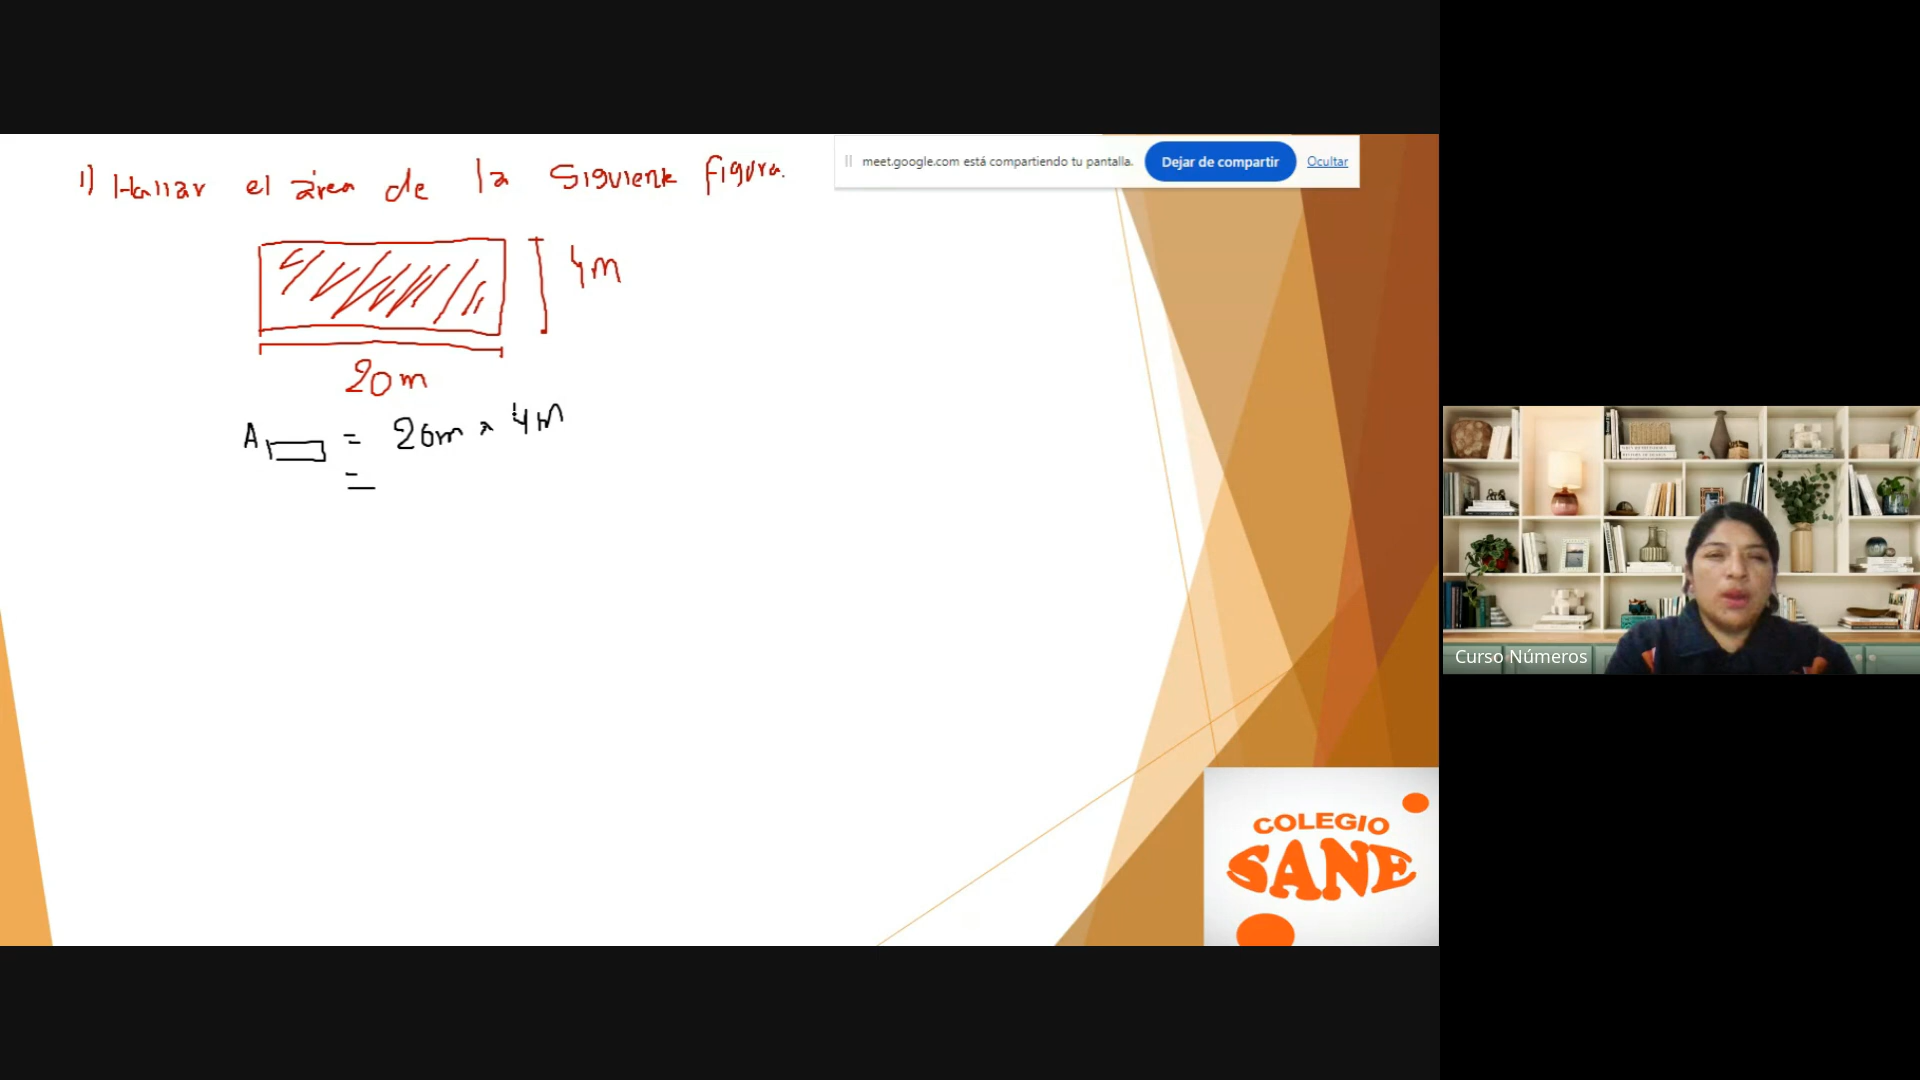 1) Hallar el área de la siguiente figura.
meet.google.com está compartiendo tu pantalla. Dejar de compartir Ocultar
4m
20m
A = 20m x 4m
=
Curso Números
COLEGIO
SANE